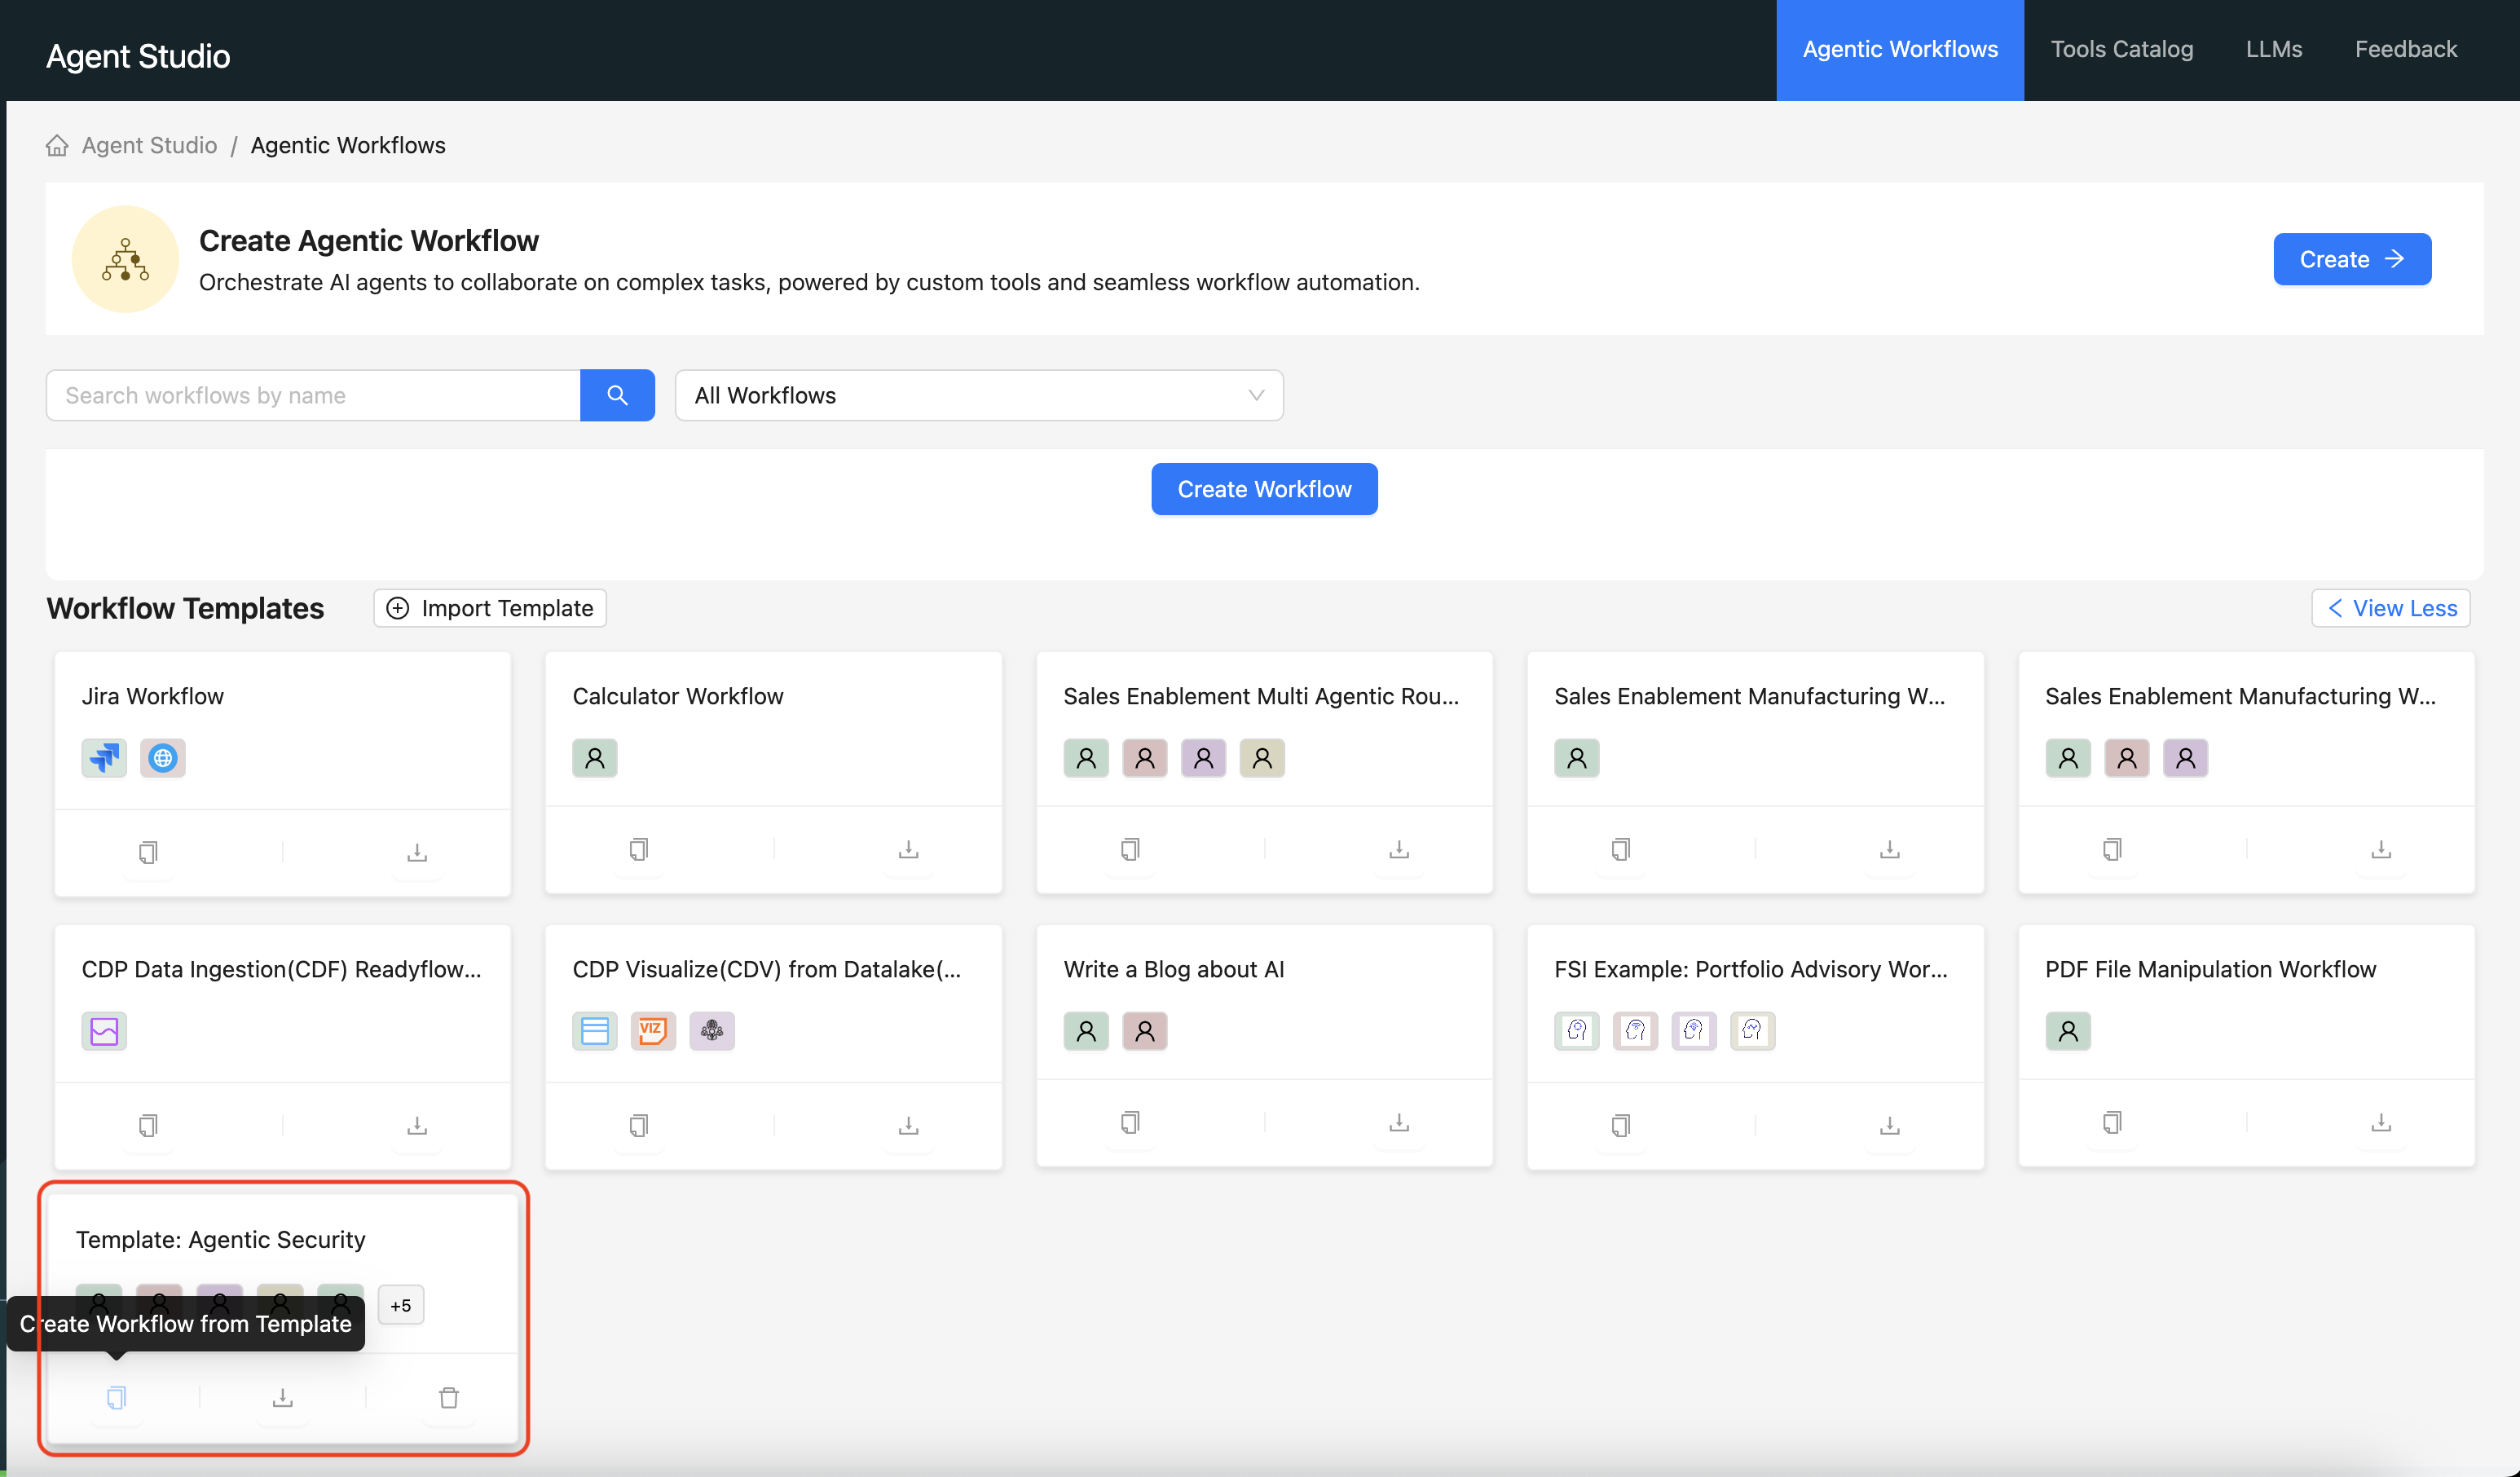 Agent Studio
Agentic Workflows
Tools Catalog
LLMs
Feedback
Agent Studio / Agentic Workflows
Create Agentic Workflow
Orchestrate AI agents to collaborate on complex tasks, powered by custom tools and seamless workflow automation.
Create
Search workflows by name
All Workflows
Create Workflow
Workflow Templates
Import Template
View Less
Jira Workflow
Calculator Workflow
Sales Enablement Multi Agentic Rou...
Sales Enablement Manufacturing W...
Sales Enablement Manufacturing W...
CDP Data Ingestion(CDF) Readyflow...
CDP Visualize(CDV) from Datalake(...
Write a Blog about AI
FSI Example: Portfolio Advisory Wor...
PDF File Manipulation Workflow
VIZ
Template: Agentic Security
+5
Create Workflow from Template